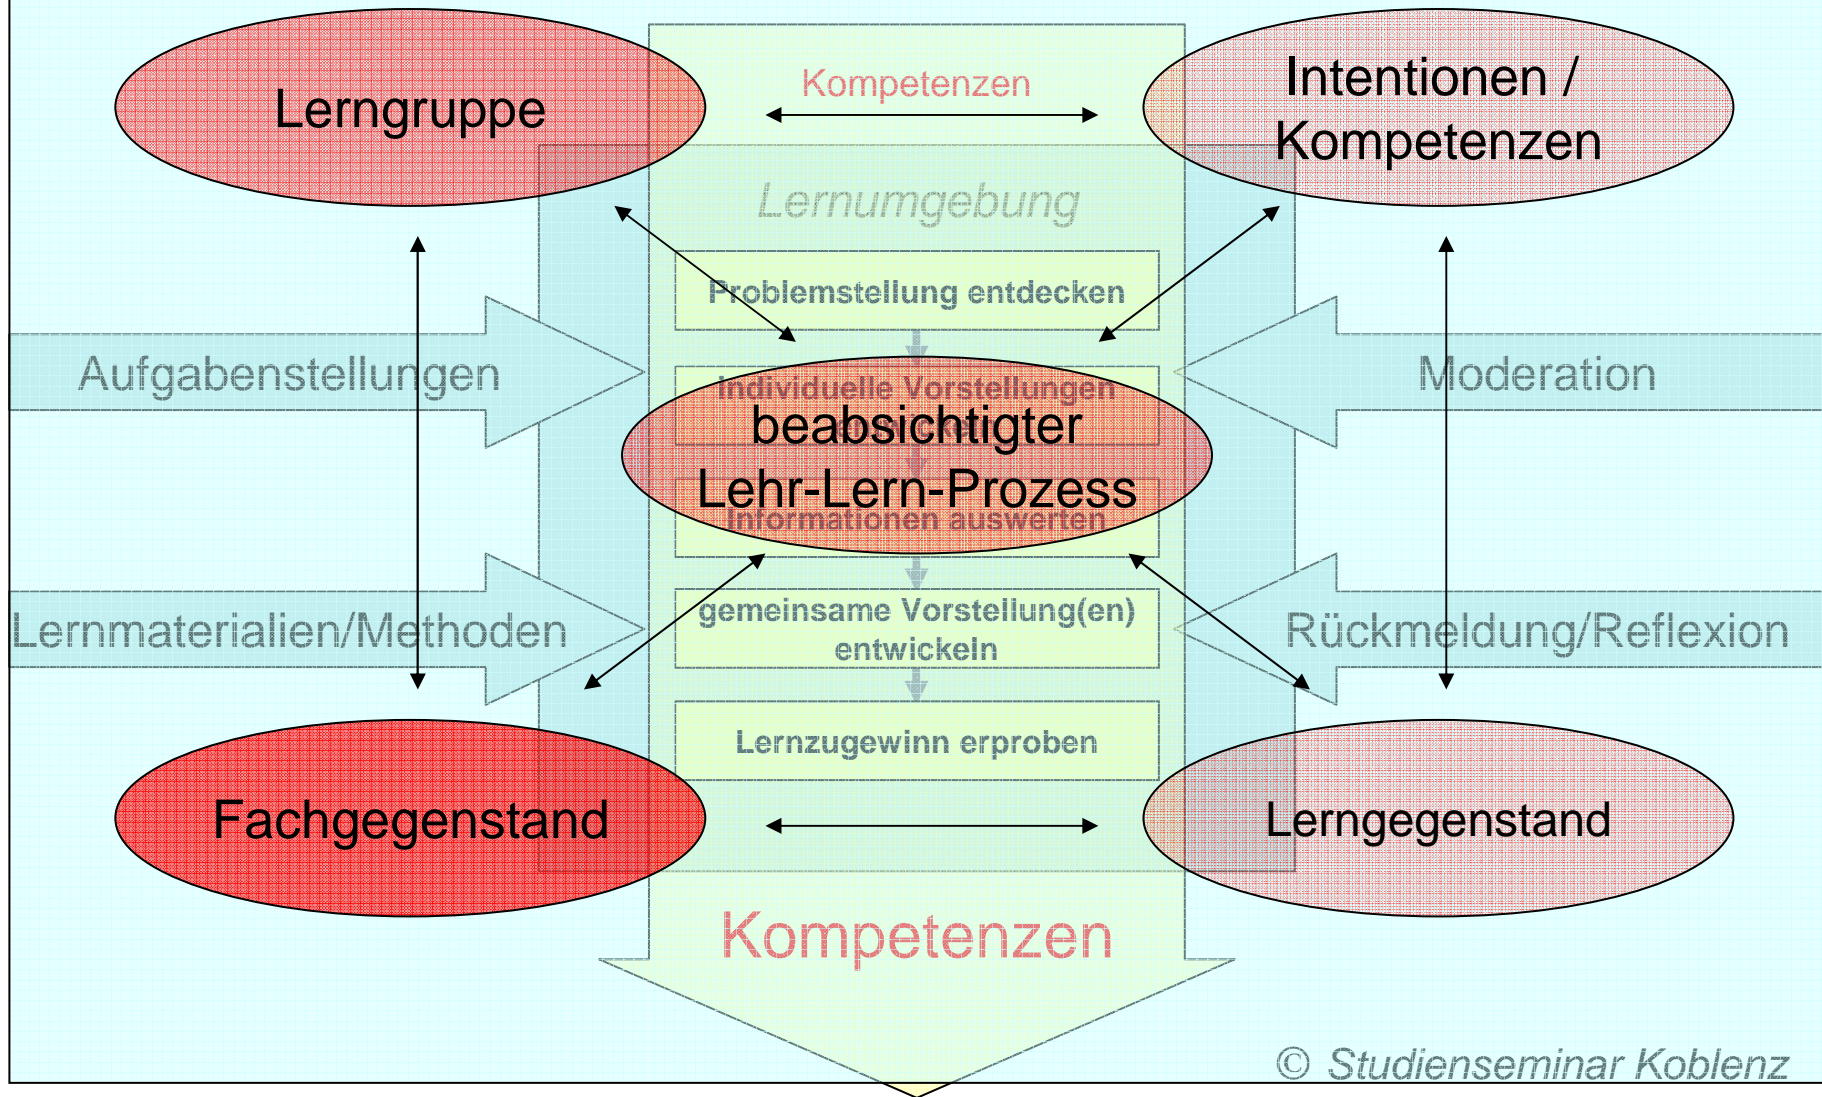 Lerngruppe
Kompetenzen
Intentionen /
Kompetenzen
Lernumgebung
Problemstellung entdecken
Aufgabenstellungen
Moderation
individuelle Vorstellungen
entwickeln
beabsichtigter
Lehr-Lern-Prozess
Informationen auswerten
gemeinsame Vorstellung(en)
entwickeln
Lernmaterialien/Methoden
Rückmeldung/Reflexion
Lernzugewinn erproben
Fachgegenstand
Lerngegenstand
Kompetenzen
© Studienseminar Koblenz